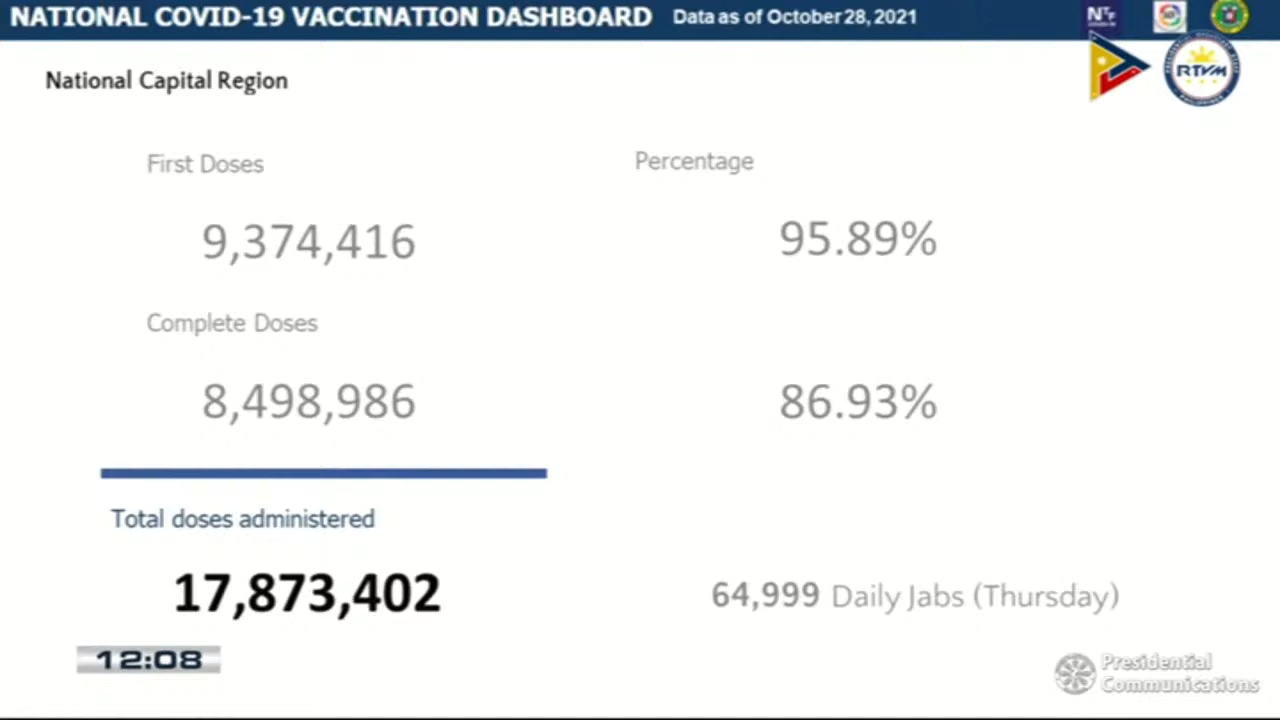 NATIONAL COVID-19 VACCINATION DASHBOARD Data as of October 28, 2021
NTF
RTVM
National Capital Region
First Doses Percentage
9,374,416 95.89%
Complete Doses
8,498,986 86.93%
Total doses administered
17,873,402 64,999 Daily Jabs (Thursday)
12:08
Presidential
Communications